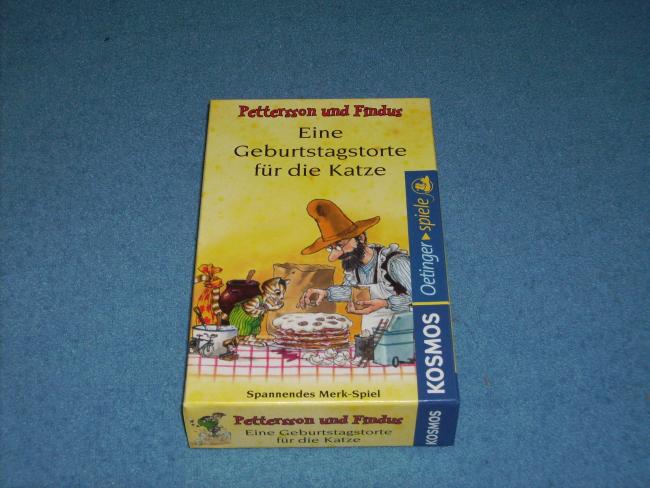 Pettersson und Findus
Eine
Geburtstagstorte
für die Katze
Oetinger spiele
KOSMOS
Spannendes Merk-Spiel
Pettersson und Findus
Eine Geburtstagstorte
für die Katze
KOSMOS